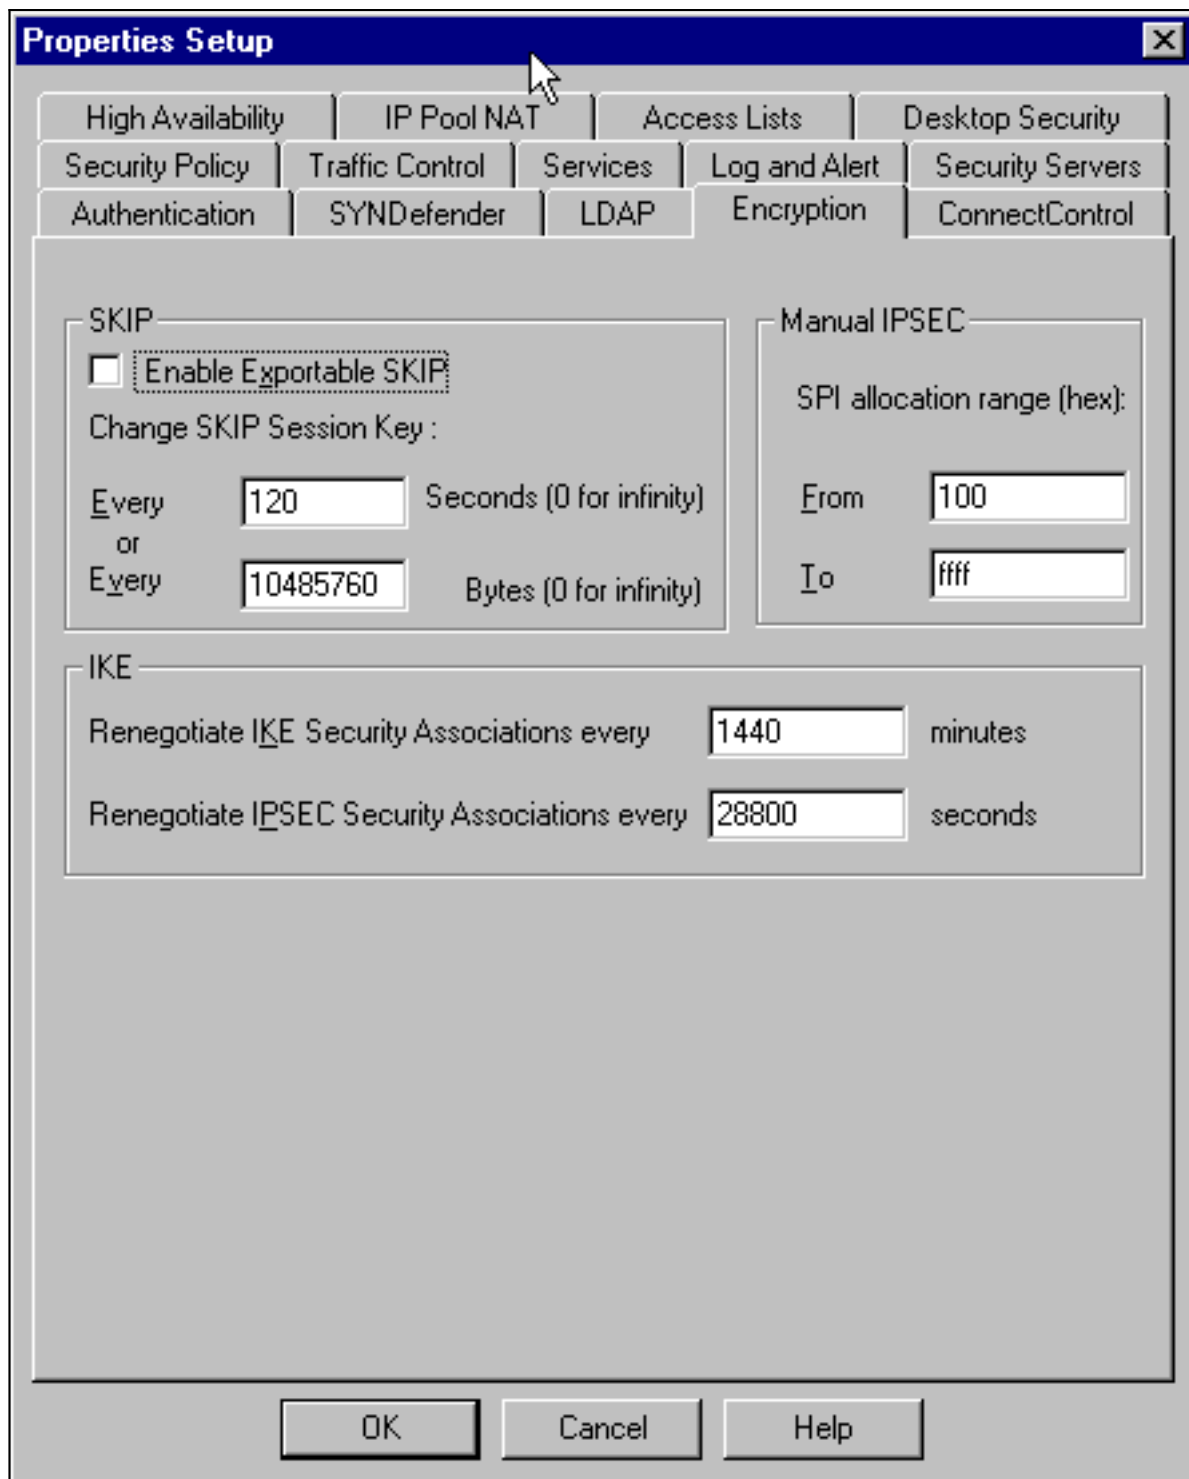 Properties Setup
High Availability IP Pool NAT Access Lists Desktop Security
Security Policy Traffic Control Services Log and Alert Security Servers
Authentication SYNDefender LDAP Encryption ConnectControl
SKIP
Enable Exportable SKIP
Change SKIP Session Key :
Every 120 Seconds (0 for infinity)
or
Every 10485760 Bytes (0 for infinity)
Manual IPSEC
SPI allocation range (hex):
From 100
To ffff
IKE
Renegotiate IKE Security Associations every 1440 minutes
Renegotiate IPSEC Security Associations every 28800 seconds
OK Cancel Help